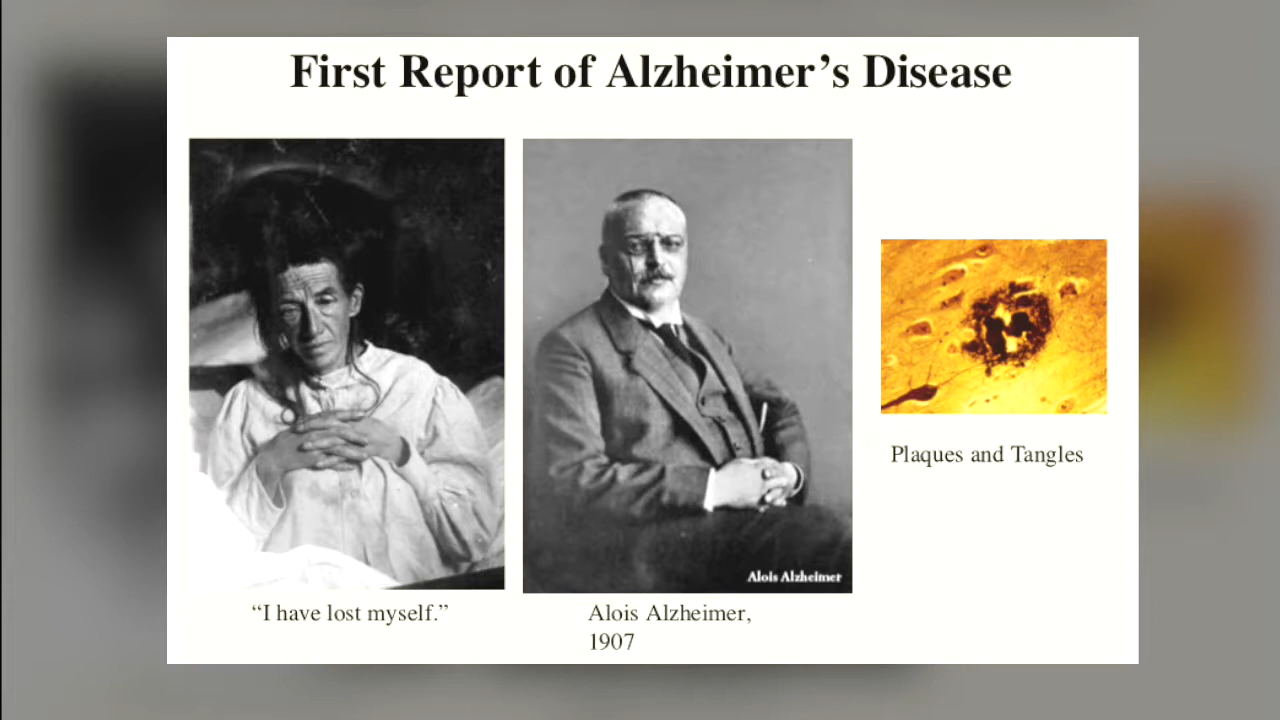 First Report of Alzheimer's Disease
Plaques and Tangles
Alois Alzheimer
“I have lost myself.”
Alois Alzheimer,
1907